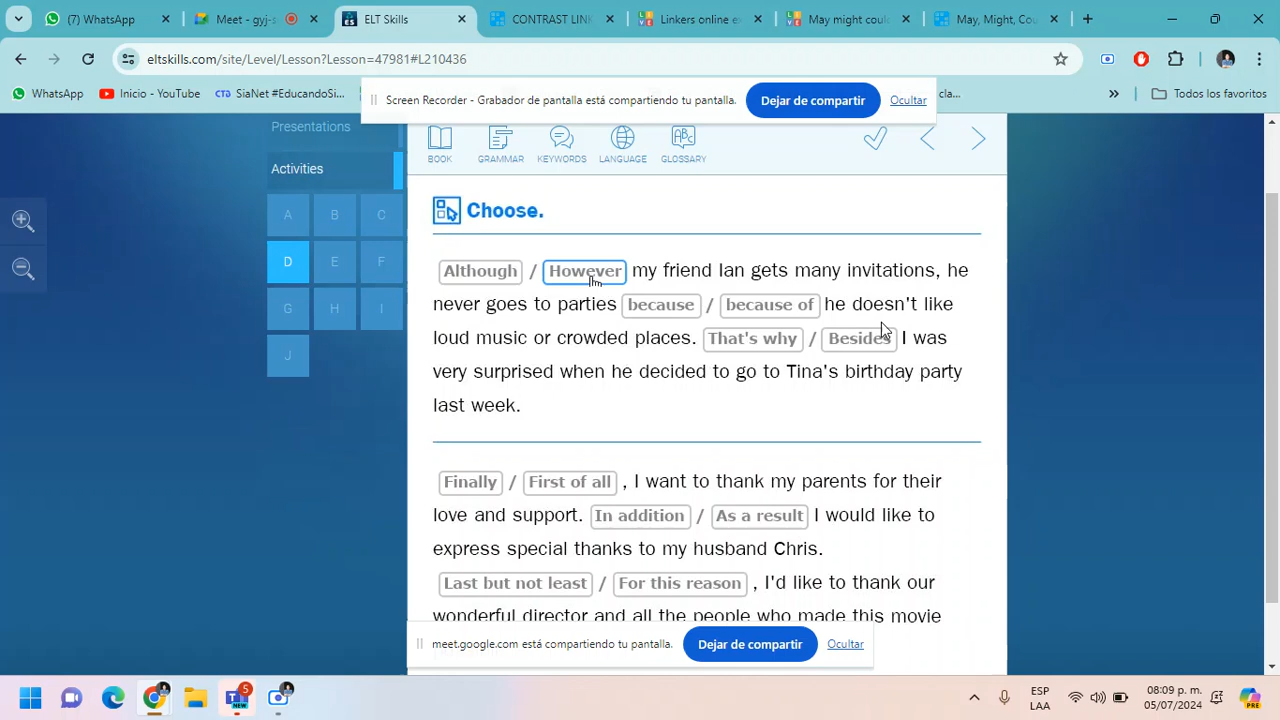 (7) WhatsApp
Meet - gyj-s
ELT Skills
CONTRAST LIN
Linkers online e
May might coul
May, Might, Cou
eltskills.com/site/Level/Lesson?Lesson=47981#L210436
WhatsApp
Inicio - YouTube
SiaNet #EducandoSi...
cla...
Todos los favoritos
Screen Recorder - Grabador de pantalla está compartiendo tu pantalla.
Dejar de compartir
Ocultar
Presentations
Activities
A B C
D E F
G H I
J
BOOK
GRAMMAR
KEYWORDS
LANGUAGE
ABC
GLOSSARY
Choose.
Although / However my friend Ian gets many invitations, he
never goes to parties because / because of he doesn't like
loud music or crowded places. That's why / Besides I was
very surprised when he decided to go to Tina's birthday party
last week.
Finally / First of all , I want to thank my parents for their
love and support. In addition / As a result I would like to
express special thanks to my husband Chris.
Last but not least / For this reason , I'd like to thank our
wonderful director and all the people who made this movie
meet.google.com está compartiendo tu pantalla.
Dejar de compartir
Ocultar
5
ESP
LAA
08:09 p. m.
05/07/2024
PRE